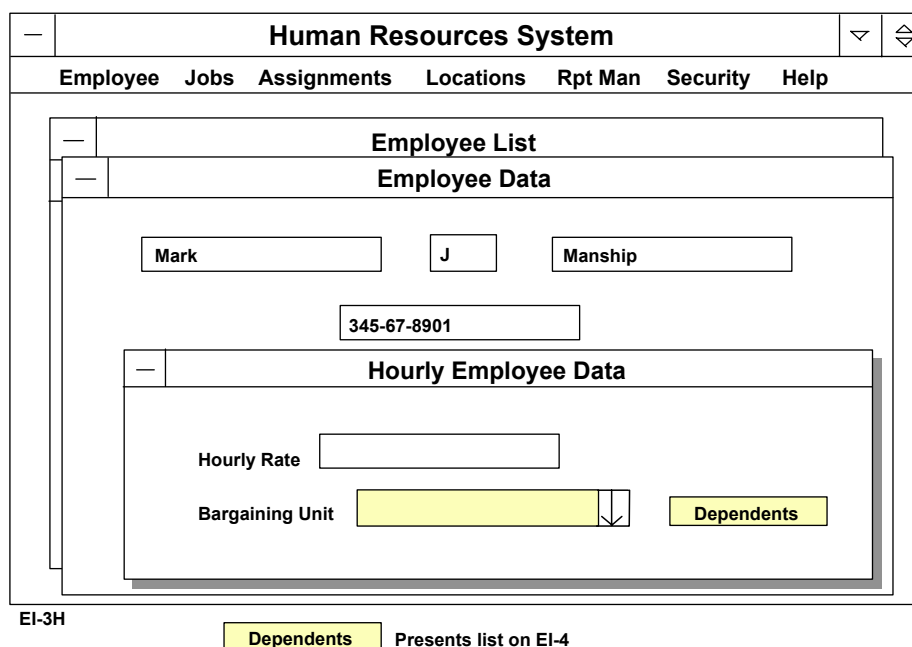 Human Resources System
Employee Jobs Assignments Locations Rpt Man Security Help
Employee List
Employee Data
Mark J Manship
345-67-8901
Hourly Employee Data
Hourly Rate
Bargaining Unit Dependents
EI-3H
Dependents Presents list on EI-4